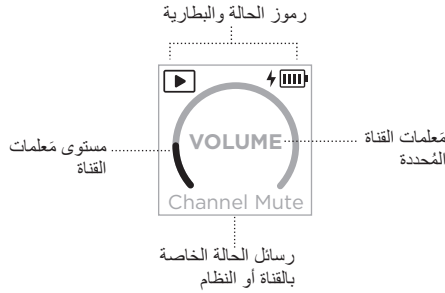 رموز الحالة والبطارية
VOLUME
مَعلمات القناة
المُحددة
مستوى مَعلمات
القناة
Channel Mute
رسائل الحالة الخاصة
بالقناة أو النظام